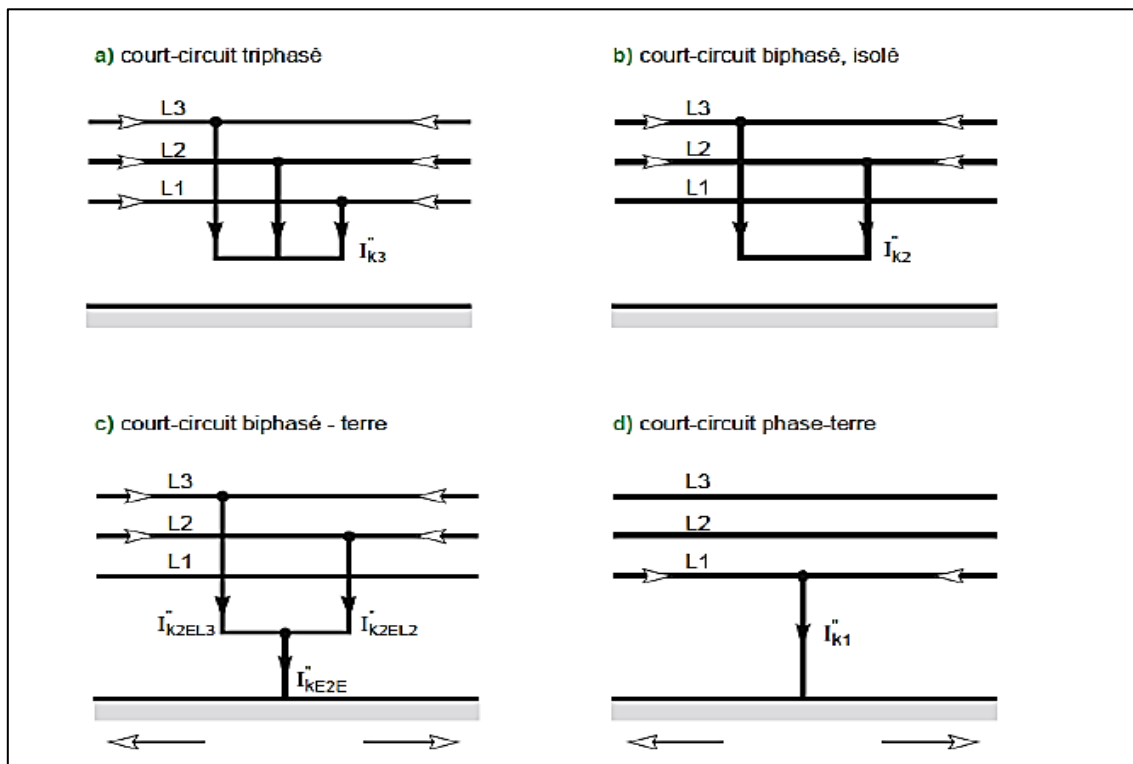 a) court-circuit triphasé
L3
L2
L1
I"k3
b) court-circuit biphasé, isolé
L3
L2
L1
I"k2
c) court-circuit biphasé - terre
L3
L2
L1
I"k2EL3
I"k2EL2
I"kE2E
d) court-circuit phase-terre
L3
L2
L1
I"k1